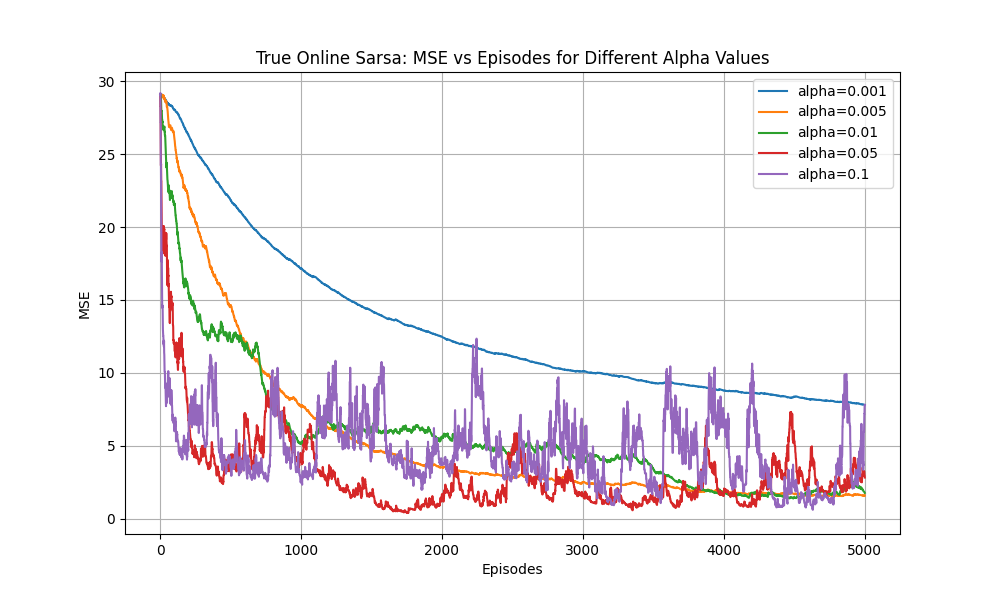 True Online Sarsa: MSE vs Episodes for Different Alpha Values
30
25
20
15
10
5
0
MSE
alpha=0.001
alpha=0.005
alpha=0.01
alpha=0.05
alpha=0.1
0 1000 2000 3000 4000 5000
Episodes